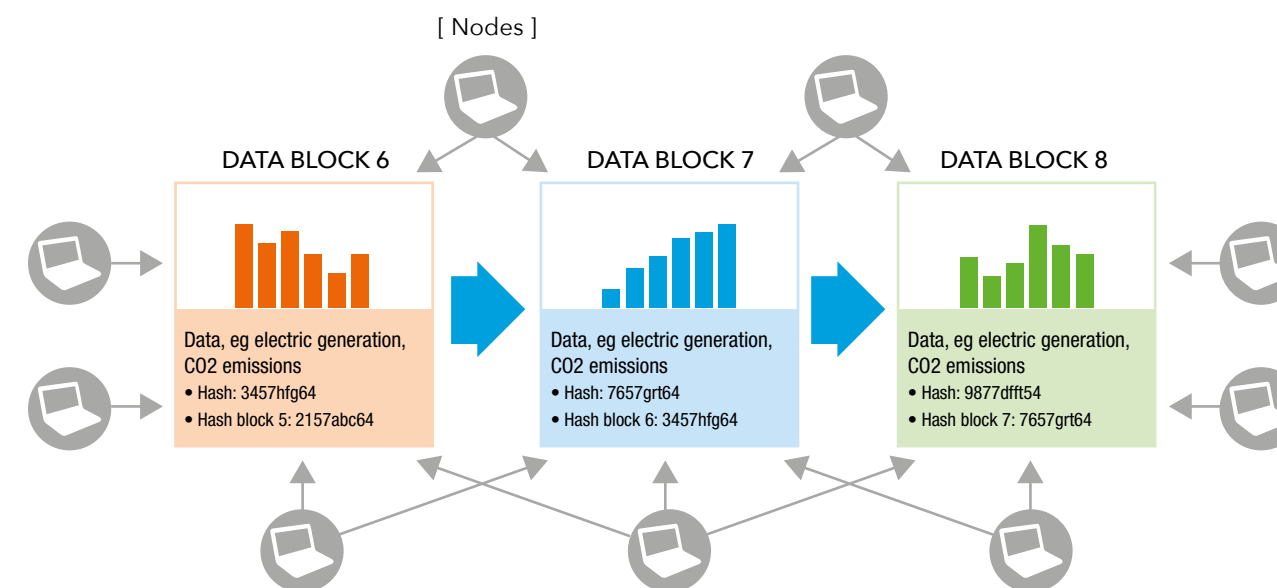 [ Nodes ]
DATA BLOCK 6
DATA BLOCK 7
DATA BLOCK 8
Data, eg electric generation,
CO2 emissions
• Hash: 3457hfg64
• Hash block 5: 2157abc64
Data, eg electric generation,
CO2 emissions
• Hash: 7657grt64
• Hash block 6: 3457hfg64
Data, eg electric generation,
CO2 emissions
• Hash: 9877dfft54
• Hash block 7: 7657grt64